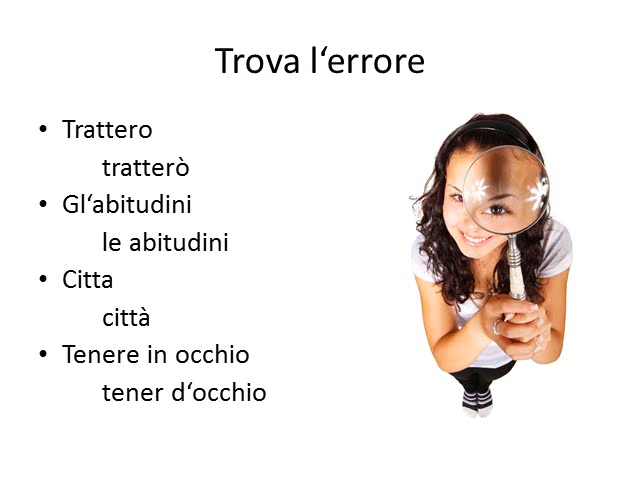 Trova l‘errore
• Trattero
tratterò
• Gl‘abitudini
le abitudini
• Citta
città
• Tenere in occhio
tener d‘occhio